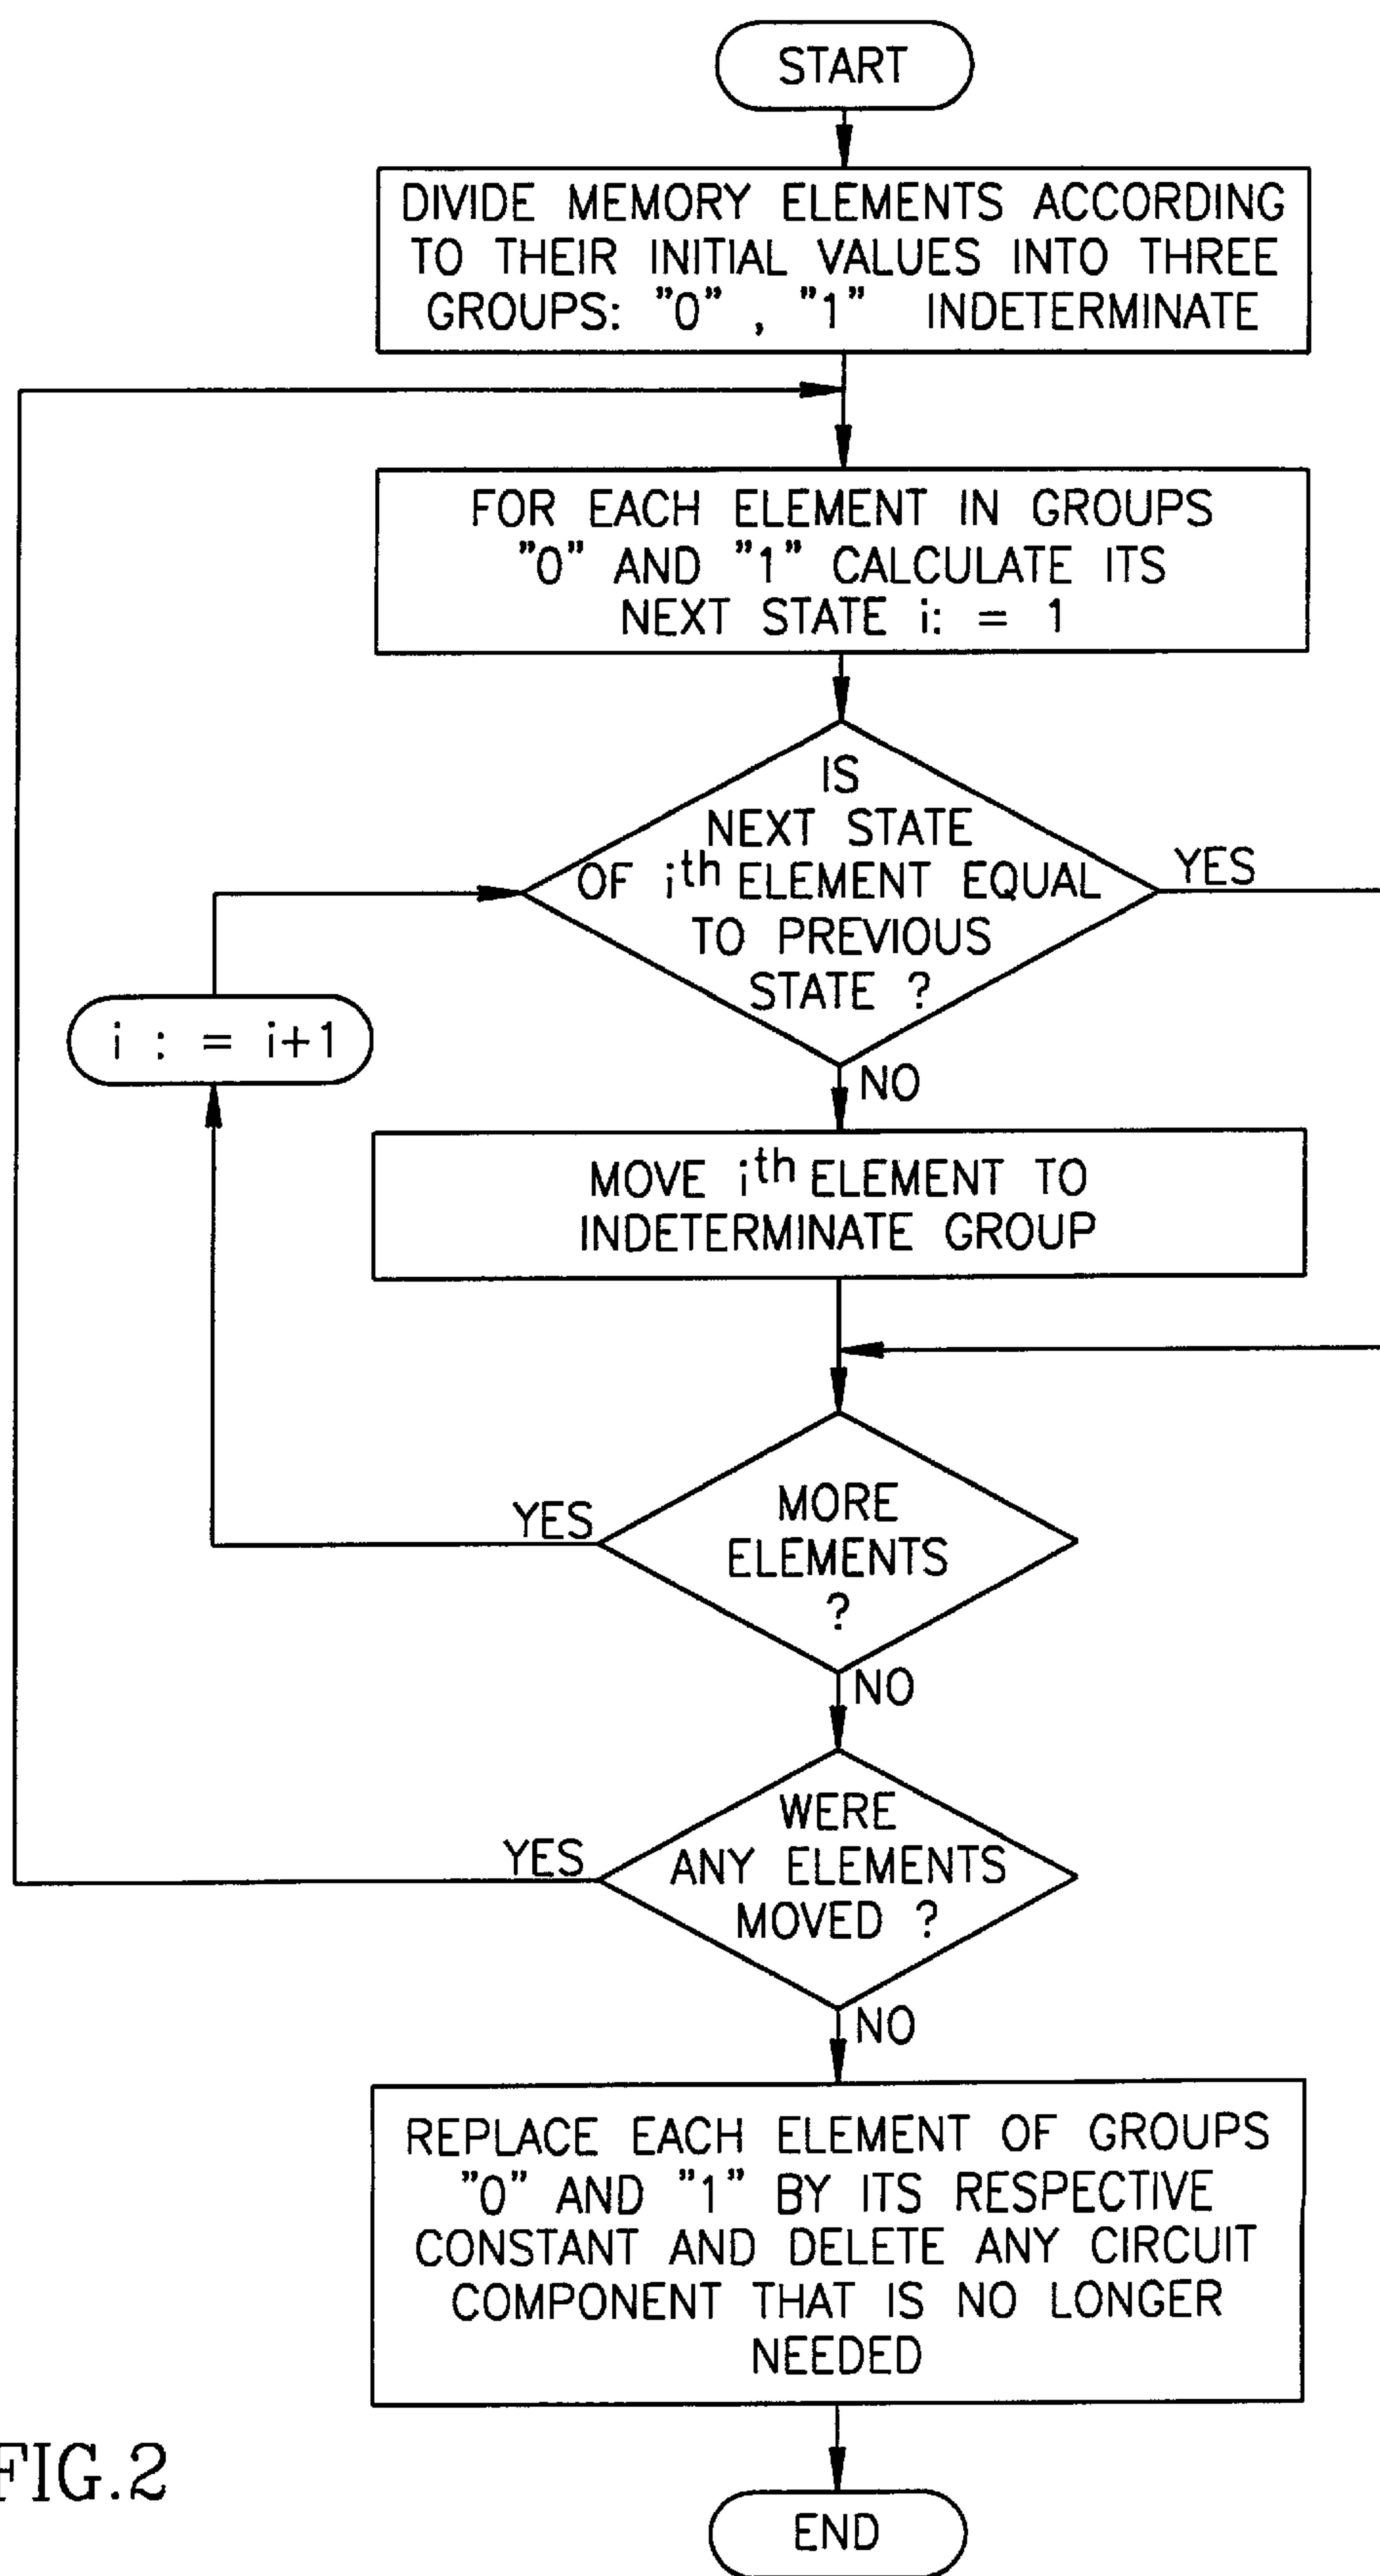 START
DIVIDE MEMORY ELEMENTS ACCORDING
TO THEIR INITIAL VALUES INTO THREE
GROUPS: "0" , "1" INDETERMINATE
FOR EACH ELEMENT IN GROUPS
"0" AND "1" CALCULATE ITS
NEXT STATE i: = 1
IS
NEXT STATE
OF ith ELEMENT EQUAL
TO PREVIOUS
STATE ?
YES
i : = i+1
NO
MOVE ith ELEMENT TO
INDETERMINATE GROUP
MORE
ELEMENTS
?
YES
NO
WERE
ANY ELEMENTS
MOVED ?
YES
NO
REPLACE EACH ELEMENT OF GROUPS
"0" AND "1" BY ITS RESPECTIVE
CONSTANT AND DELETE ANY CIRCUIT
COMPONENT THAT IS NO LONGER
NEEDED
FIG.2
END